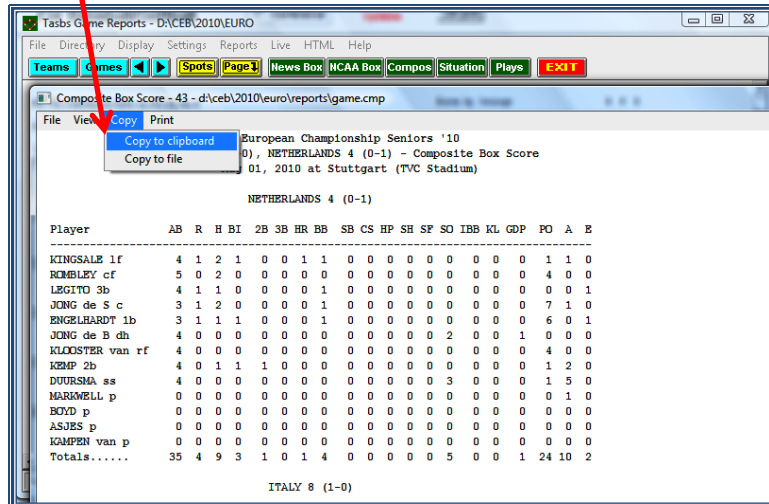 Tasbs Game Reports - D:\CEB\2010\EURO
File Directory Display Settings Reports Live HTML Help
Teams Games Spots Page News Box NCAA Box Compos Situation Plays EXIT
Composite Box Score - 43 - d:\ceb\2010\euro\reports\game.cmp
File View Copy Print
Copy to clipboard
Copy to file
European Championship Seniors '10
0), NETHERLANDS 4 (0-1) - Composite Box Score
01, 2010 at Stuttgart (TVC Stadium)
NETHERLANDS 4 (0-1)
Player AB R H BI 2B 3B HR BB SB CS HP SH SF SO IBB KL GDP PO A E
KINGSALE lf 4 1 2 1 0 0 1 1 0 0 0 0 0 0 0 0 0 1 1 0
ROMBLEY cf 5 0 2 0 0 0 0 0 0 0 0 0 0 0 0 0 0 4 0 0
LEGITO 3b 4 1 1 0 0 0 0 1 0 0 0 0 0 0 0 0 0 0 0 1
JONG de S c 3 1 2 0 0 0 0 1 0 0 0 0 0 0 0 0 0 7 1 0
ENGELHARDT 1b 3 1 1 1 0 0 0 1 0 0 0 0 0 0 0 0 0 6 0 1
JONG de B dh 4 0 0 0 0 0 0 0 0 0 0 0 0 2 0 0 1 0 0 0
KLOOSTER van rf 4 0 0 0 0 0 0 0 0 0 0 0 0 0 0 0 0 4 0 0
KEMP 2b 4 0 1 1 1 0 0 0 0 0 0 0 0 0 0 0 0 1 2 0
DUURSMA ss 4 0 0 0 0 0 0 0 0 0 0 0 0 3 0 0 0 1 5 0
MARKWELL p 0 0 0 0 0 0 0 0 0 0 0 0 0 0 0 0 0 0 1 0
BOYD p 0 0 0 0 0 0 0 0 0 0 0 0 0 0 0 0 0 0 0 0
ASJES p 0 0 0 0 0 0 0 0 0 0 0 0 0 0 0 0 0 0 0 0
KAMPEN van p 0 0 0 0 0 0 0 0 0 0 0 0 0 0 0 0 0 0 0 0
Totals...... 35 4 9 3 1 0 1 4 0 0 0 0 0 5 0 0 1 24 10 2
ITALY 8 (1-0)